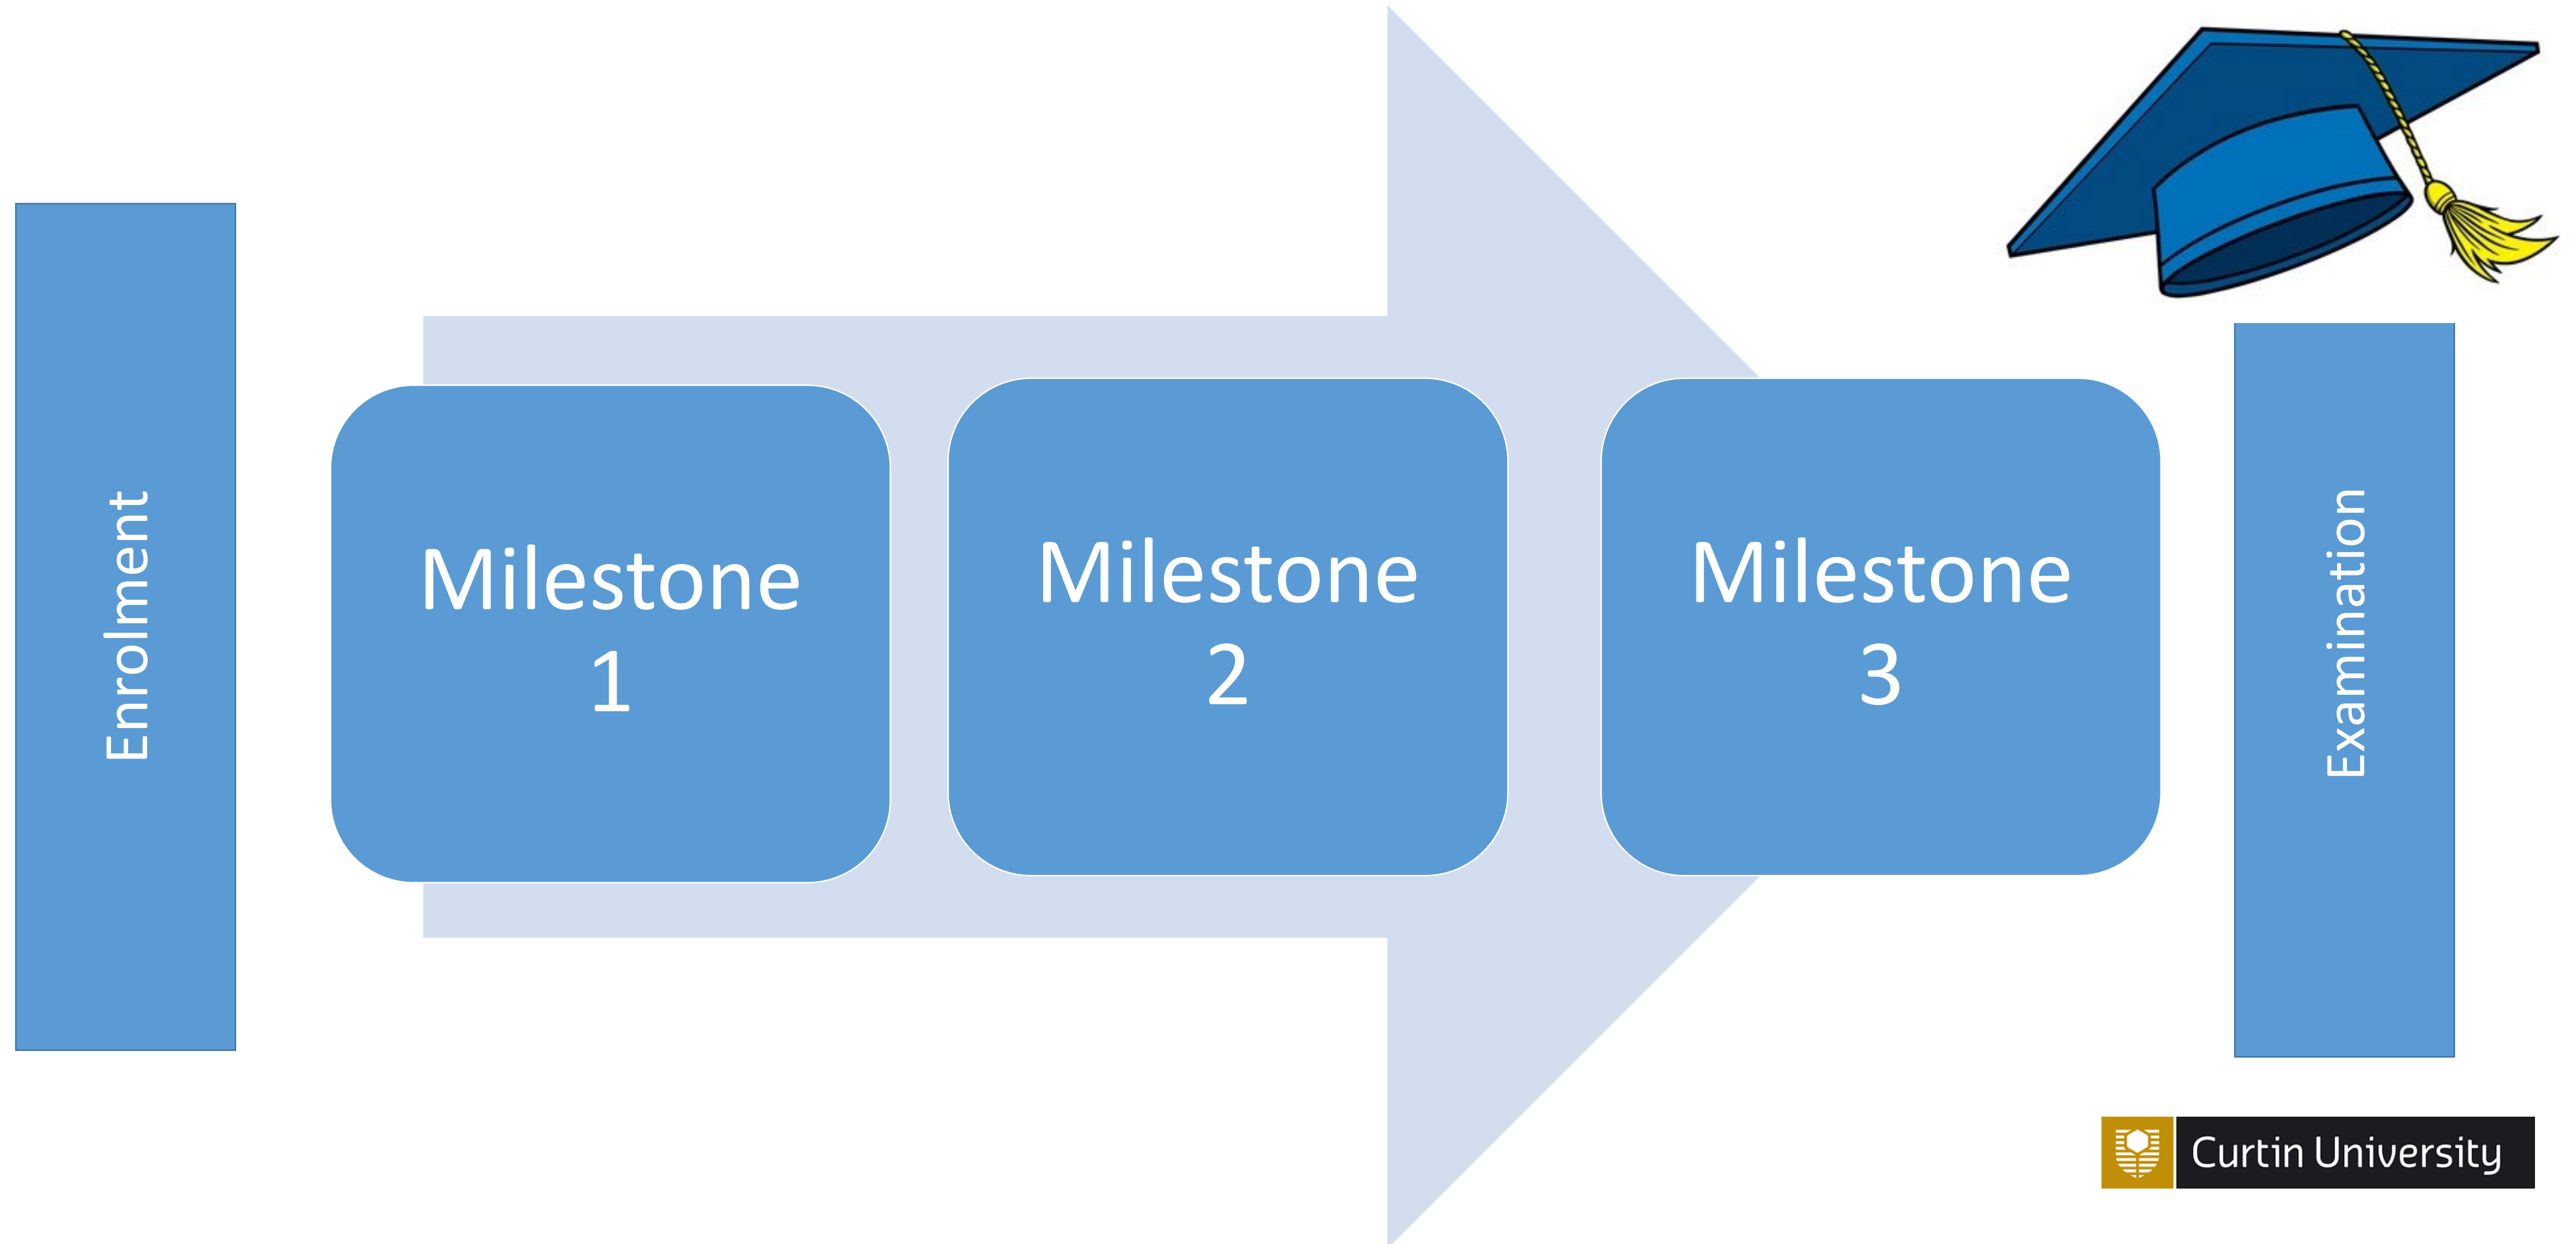 Enrolment
Milestone
1
Milestone
2
Milestone
3
Examination
Curtin University